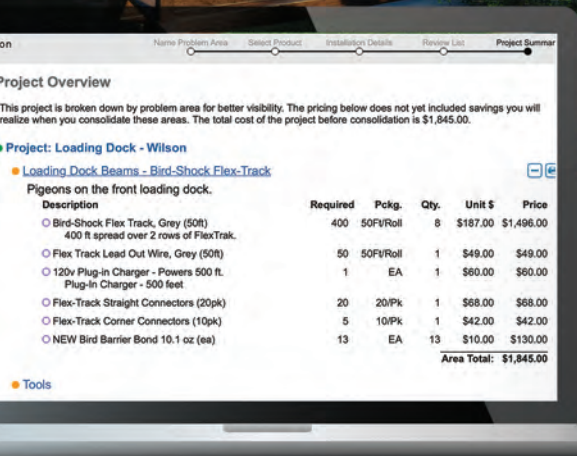 on
Name Problem Area Select Product Installation Details Review List Project Summar
Project Overview
This project is broken down by problem area for better visibility. The pricing below does not yet included savings you will
realize when you consolidate these areas. The total cost of the project before consolidation is $1,845.00.
Project: Loading Dock - Wilson
Loading Dock Beams - Bird-Shock Flex-Track
Pigeons on the front loading dock.
Description Required Pckg. Qty. Unit $ Price
Bird-Shock Flex Track, Grey (50ft) 400 50Ft/Roll 8 $187.00 $1,496.00
400 ft spread over 2 rows of FlexTrak.
Flex Track Lead Out Wire, Grey (50ft) 50 50Ft/Roll 1 $49.00 $49.00
120v Plug-in Charger - Powers 500 ft. 1 EA 1 $60.00 $60.00
Plug-In Charger - 500 feet
Flex-Track Straight Connectors (20pk) 20 20/Pk 1 $68.00 $68.00
Flex-Track Corner Connectors (10pk) 5 10/Pk 1 $42.00 $42.00
NEW Bird Barrier Bond 10.1 oz (ea) 13 EA 13 $10.00 $130.00
Area Total: $1,845.00
Tools